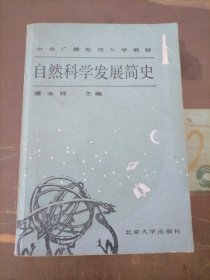 中央广播电视大学教材
自然科学发展简史
潘永祥 主编
北京大学出版社